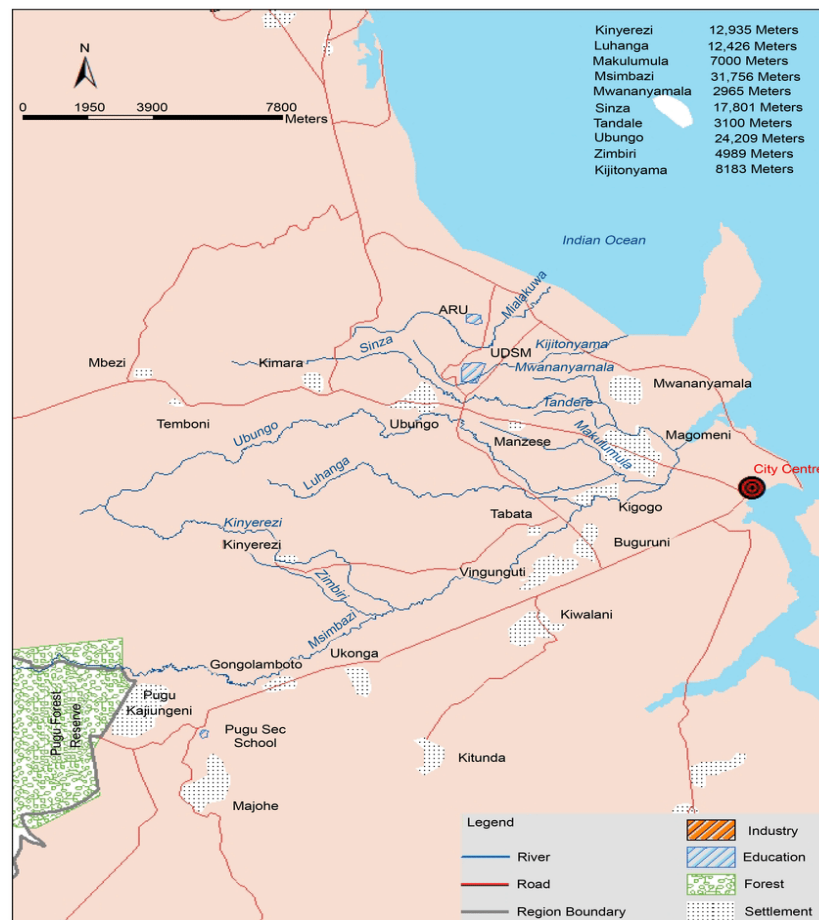 Kinyerezi 12,935 Meters
Luhanga 12,426 Meters
Makulumula 7000 Meters
Msimbazi 31,756 Meters
Mwananyamala 2965 Meters
Sinza 17,801 Meters
Tandale 3100 Meters
Ubungo 24,209 Meters
Zimbiri 4989 Meters
Kijitonyama 8183 Meters
N
0 1950 3900 7800
Meters
Indian Ocean
Mialakuwa
ARU
Sinza
Kijitonyama
UDSM
Mbezi
Kimara
Mwananyarnala
Mwananyamala
Tandere
Temboni
Ubungo
Ubungo
Manzese
Makulumula
Magomeni
City Centre
Luhanga
Kigogo
Tabata
Kinyerezi
Kinyerezi
Buguruni
Zimbiri
Vingunguti
Kiwalani
Msimbazi
Ukonga
Gongolamboto
Pugu
Kajiungeni
Pugu Forest
Reserve
Pugu Sec
School
Kitunda
Majohe
Legend
River
Road
Region Boundary
Industry
Education
Forest
Settlement